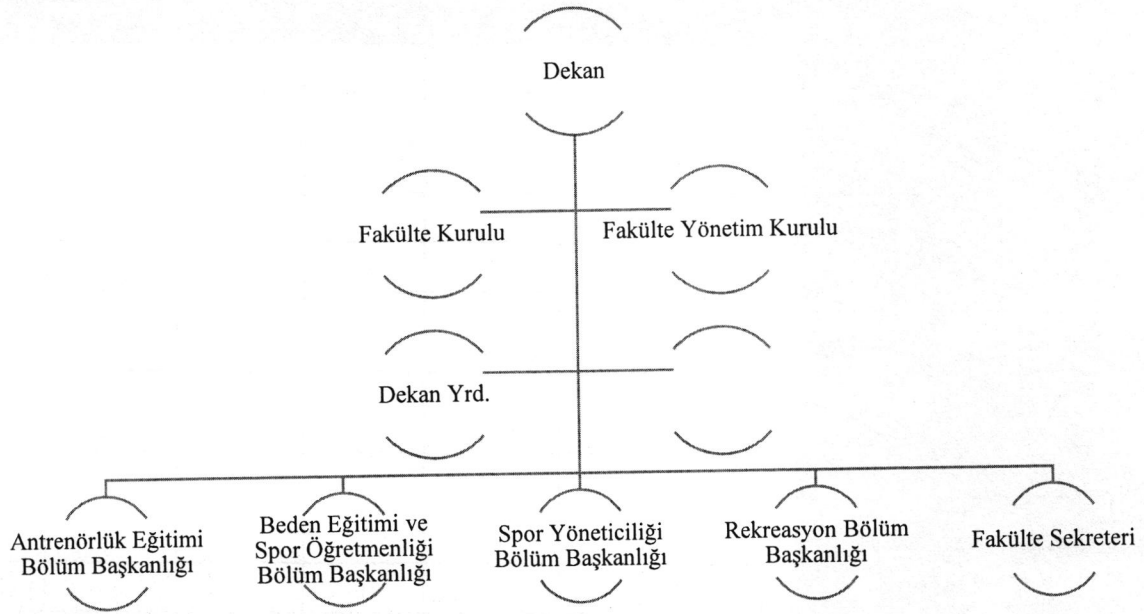 Dekan
Fakülte Kurulu
Fakülte Yönetim Kurulu
Dekan Yrd.
Antrenörlük Eğitimi
Bölüm Başkanlığı
Beden Eğitimi ve
Spor Öğretmenliği
Bölüm Başkanlığı
Spor Yöneticiliği
Bölüm Başkanlığı
Rekreasyon Bölüm
Başkanlığı
Fakülte Sekreteri